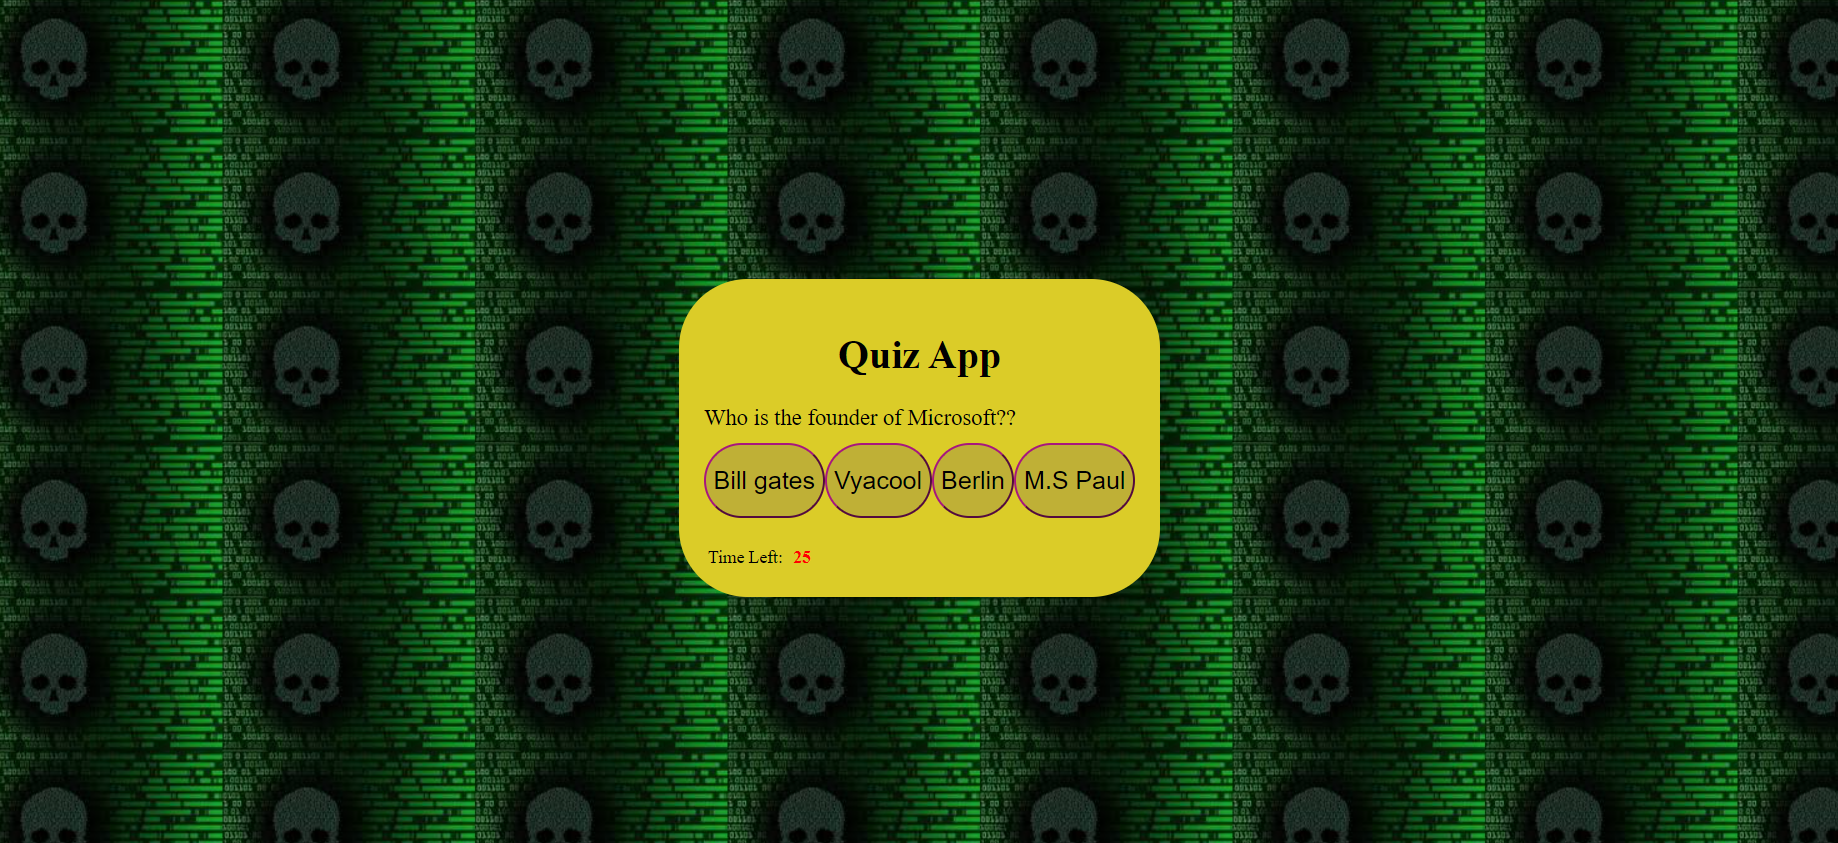 Quiz App
Who is the founder of Microsoft??
Bill gates Vyacool Berlin M.S Paul
Time Left: 25